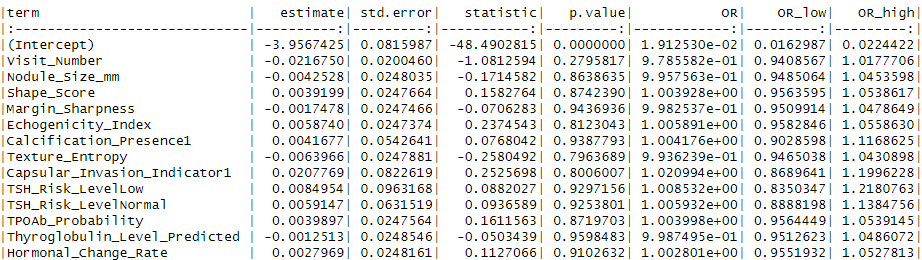 |term | estimate| std.error| statistic| p.value| OR| OR_low| OR_high|
|:----------------------------|----------:|---------:|-----------:|---------:|------------:|---------:|---------:|
|(Intercept) | -3.9567425| 0.0815987| -48.4902815| 0.0000000| 1.912530e-02| 0.0162987| 0.0224422|
|Visit_Number | -0.0216750| 0.0200460| -1.0812594| 0.2795817| 9.785582e-01| 0.9408567| 1.0177706|
|Nodule_Size_mm | -0.0042528| 0.0248035| -0.1714582| 0.8638635| 9.957563e-01| 0.9485064| 1.0453598|
|Shape_Score | 0.0039199| 0.0247664| 0.1582764| 0.8742390| 1.003928e+00| 0.9563595| 1.0538617|
|Margin_Sharpness | -0.0017478| 0.0247466| -0.0706283| 0.9436936| 9.982537e-01| 0.9509914| 1.0478649|
|Echogenicity_Index | 0.0058740| 0.0247374| 0.2374543| 0.8123043| 1.005891e+00| 0.9582846| 1.0558630|
|Calcification_Presence1 | 0.0041677| 0.0542641| 0.0768042| 0.9387793| 1.004176e+00| 0.9028598| 1.1168625|
|Texture_Entropy | -0.0063966| 0.0247881| -0.2580492| 0.7963689| 9.936239e-01| 0.9465038| 1.0430898|
|Capsular_Invasion_Indicator1 | 0.0207769| 0.0822619| 0.2525698| 0.8006007| 1.020994e+00| 0.8689641| 1.1996228|
|TSH_Risk_LevelLow | 0.0084954| 0.0963168| 0.0882027| 0.9297156| 1.008532e+00| 0.8350347| 1.2180763|
|TSH_Risk_LevelNormal | 0.0059147| 0.0631519| 0.0936589| 0.9253801| 1.005932e+00| 0.8888198| 1.1384756|
|TPOAb_Probability | 0.0039897| 0.0247564| 0.1611563| 0.8719703| 1.003998e+00| 0.9564449| 1.0539145|
|Thyroglobulin_Level_Predicted | -0.0012513| 0.0248546| -0.0503439| 0.9598483| 9.987495e-01| 0.9512623| 1.0486072|
|Hormonal_Change_Rate | 0.0027969| 0.0248161| 0.1127066| 0.9102632| 1.002801e+00| 0.9551932| 1.0527813|